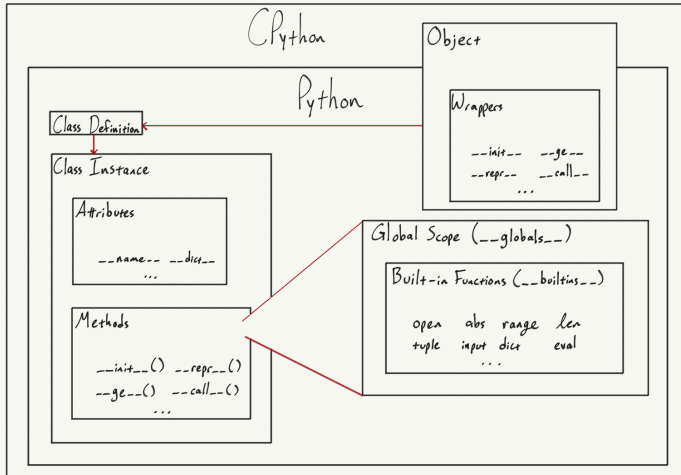 CPython
Object
Python
Wrappers
__init__ __ge__
__repr__ __call__
...
Class Definition
Class Instance
Attributes
__name__ __dict__
...
Methods
__init__() __repr__()
__ge__() __call__()
...
Global Scope (__globals__)
Built-in Functions (__builtins__)
open abs range len
tuple input dict eval
...